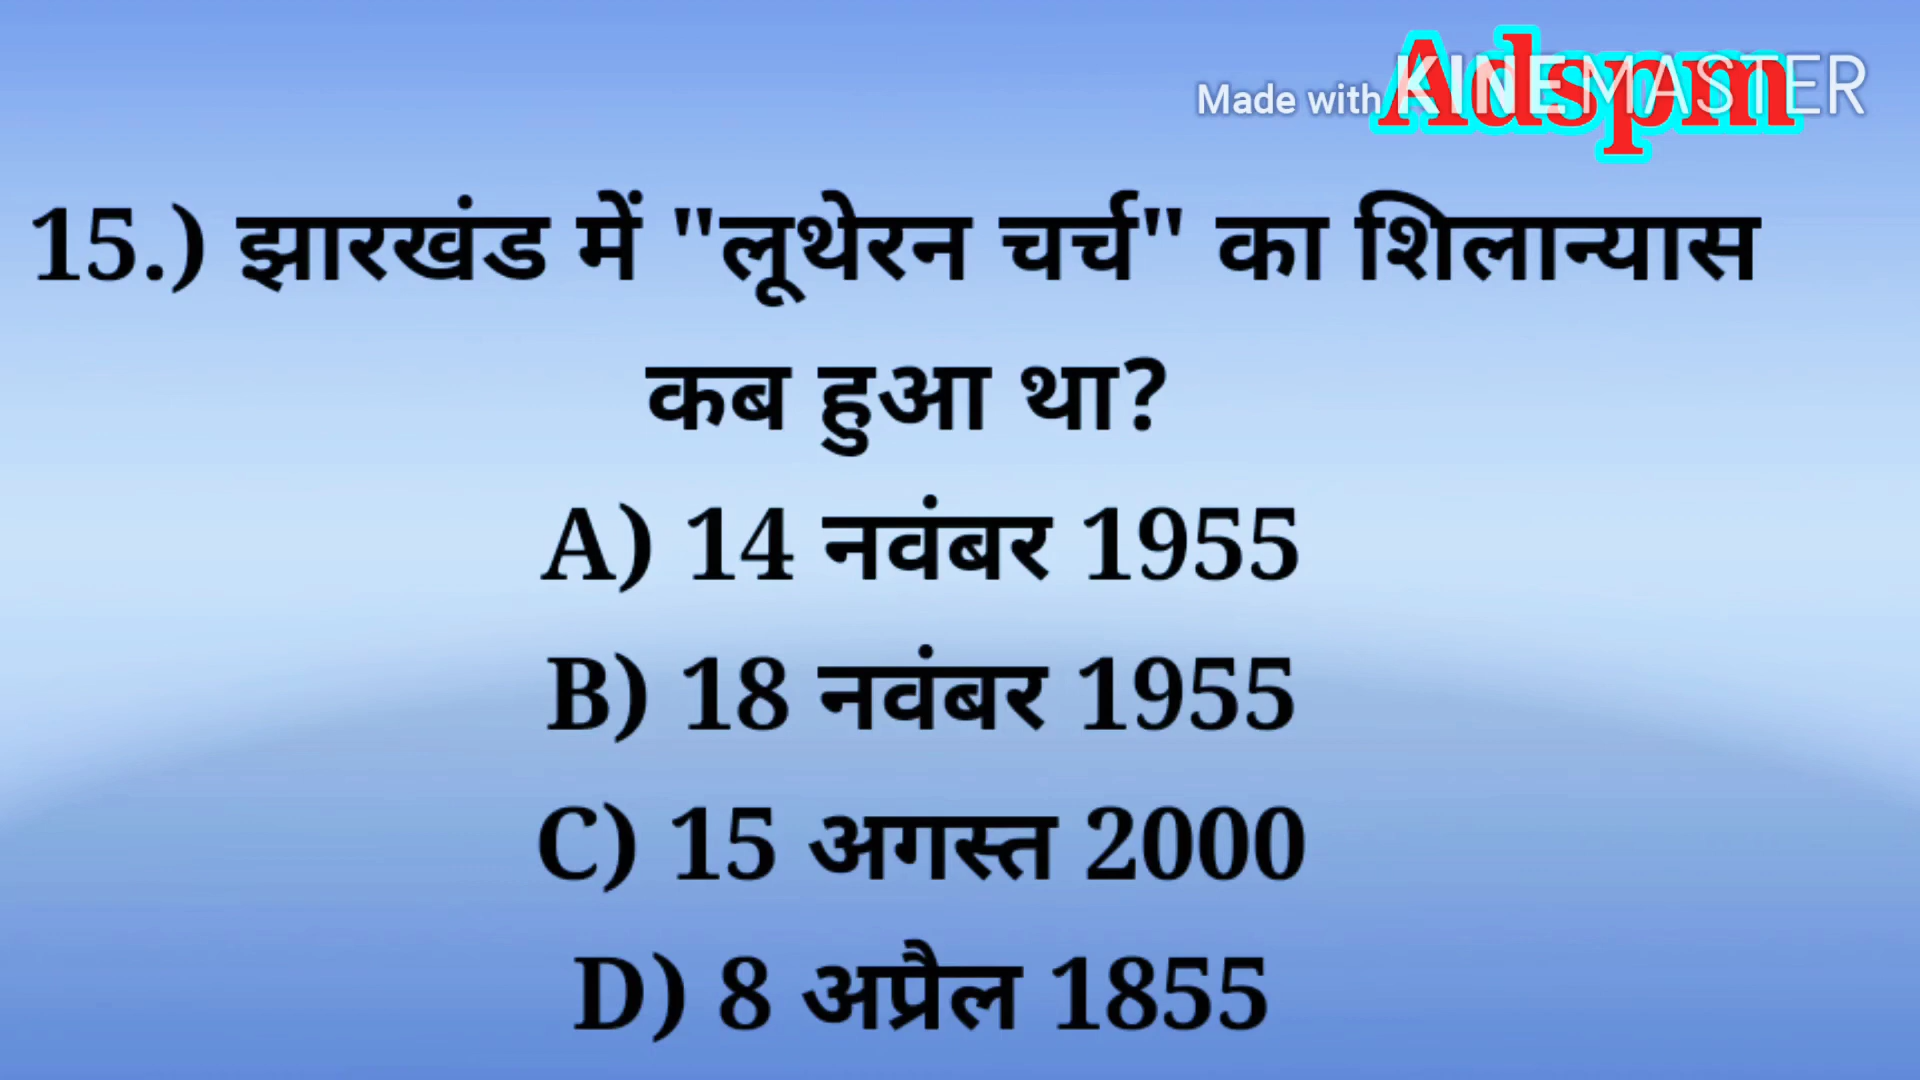 Adspm
Made with KINEMASTER
15.) झारखंड में "लूथेरन चर्च" का शिलान्यास
कब हुआ था?
A) 14 नवंबर 1955
B) 18 नवंबर 1955
C) 15 अगस्त 2000
D) 8 अप्रैल 1855